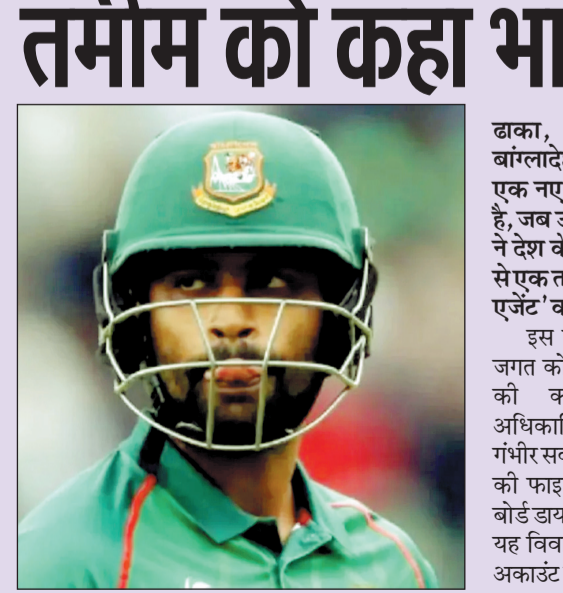 तमीम को कहा भा
ढाका,
बांग्लादे
एक नए
है, जब उ
ने देश के
से एक त
एजेंट' क
इस
जगत को
की क
अधिकारि
गंभीर सव
की फाइ
बोर्ड डाय
यह विवा
अकाउंट